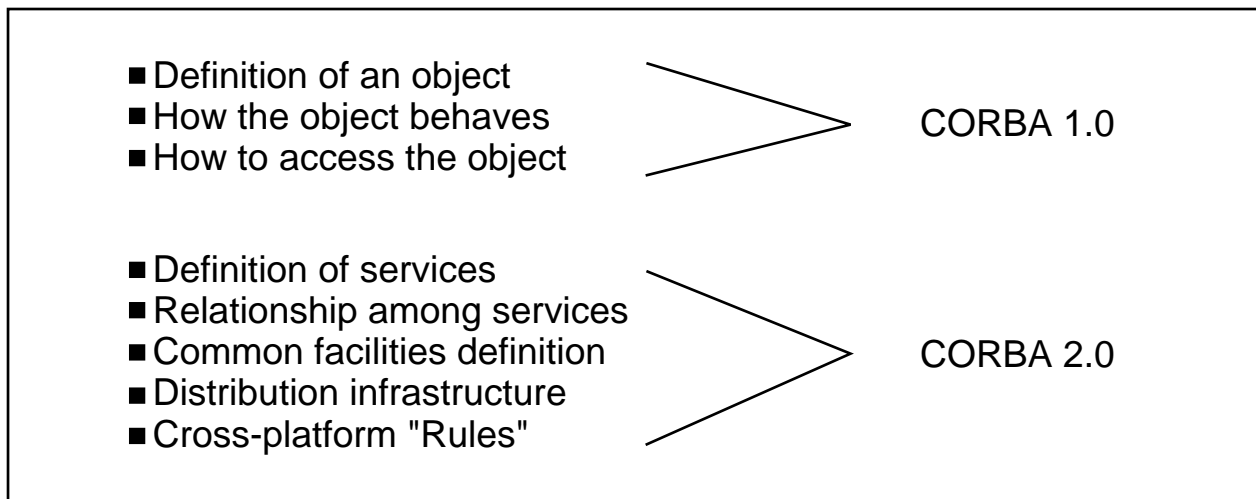 ■ Definition of an object
■ How the object behaves
■ How to access the object
CORBA 1.0
■ Definition of services
■ Relationship among services
■ Common facilities definition
■ Distribution infrastructure
■ Cross-platform "Rules"
CORBA 2.0